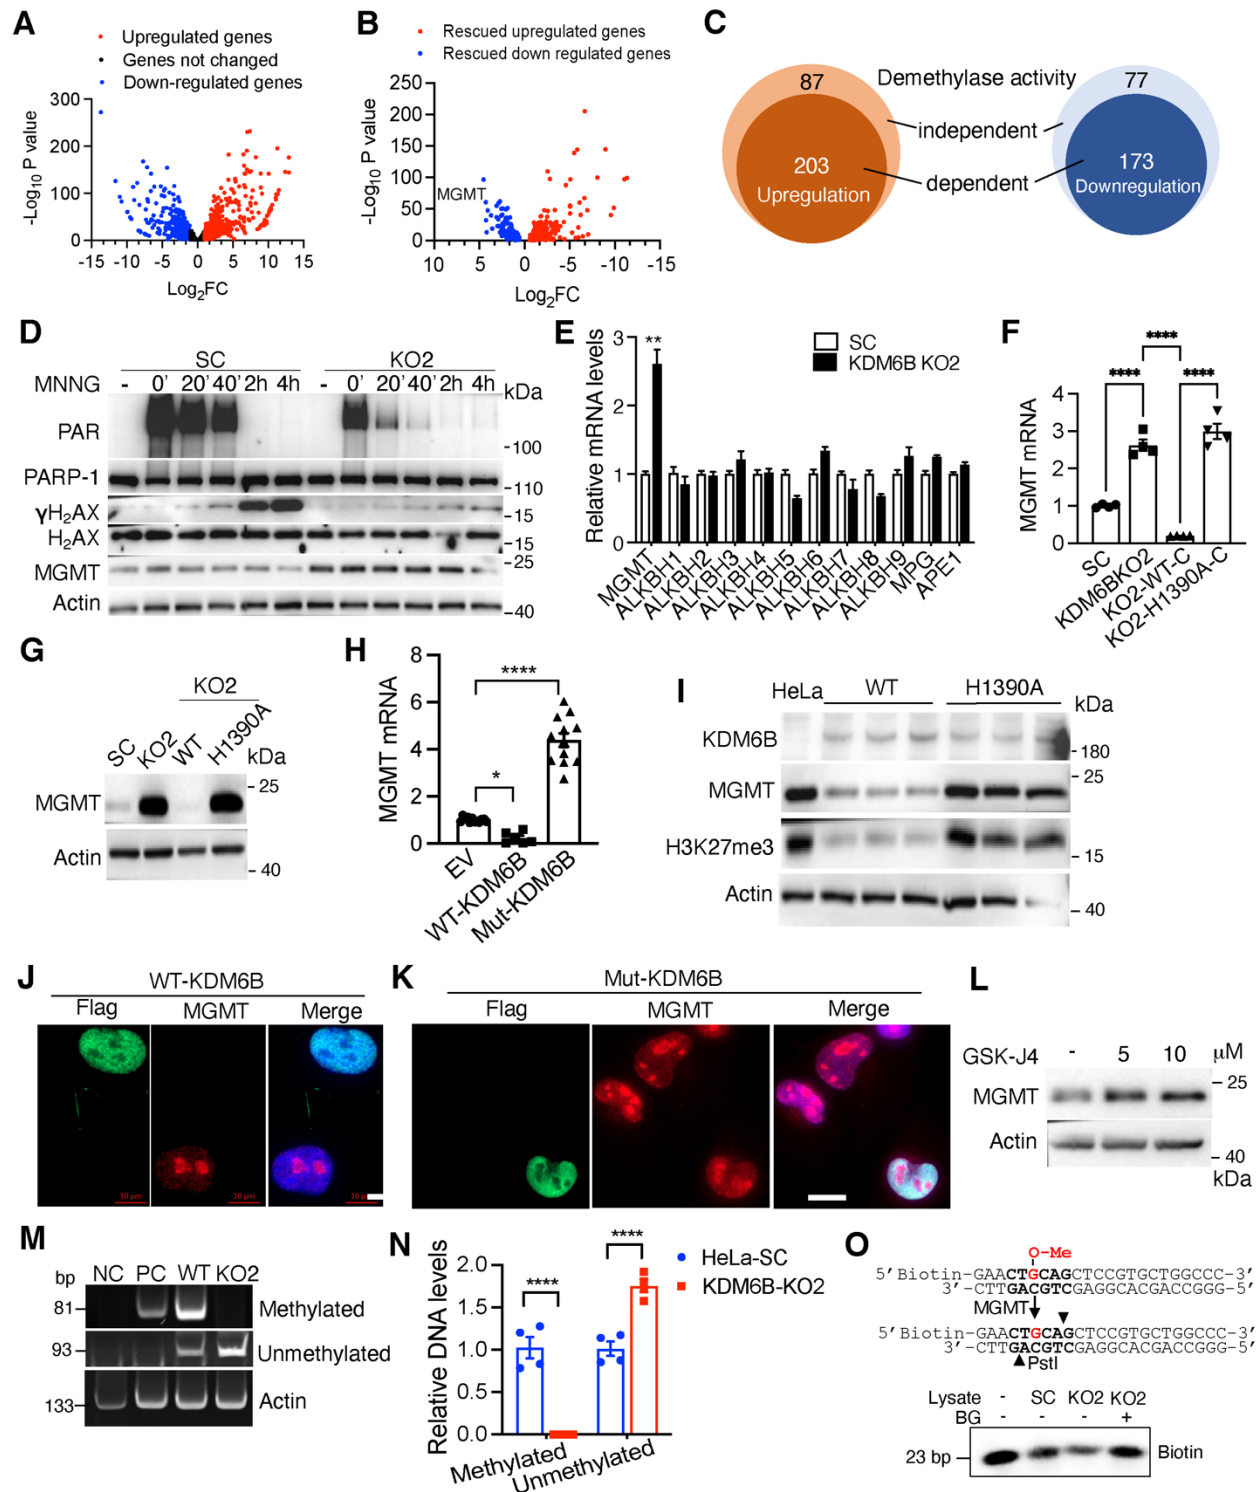 A
Upregulated genes
Genes not changed
Down-regulated genes
-Log10 P value
300
200
100
0
-15 -10 -5 0 5 10 15
Log2FC
B
Rescued upregulated genes
Rescued down regulated genes
-Log10 P value
250
200
150
100
50
0
MGMT
10 5 0 -5 -10 -15
Log2FC
C
87
Demethylase activity
77
independent
203
Upregulation
dependent
173
Downregulation
D
SC KO2
MNNG - 0' 20' 40' 2h 4h - 0' 20' 40' 2h 4h kDa
PAR
-100
PARP-1
-110
γH2AX
-15
H2AX
-15
MGMT
-25
Actin
-40
E
Relative mRNA levels
3
2
1
0
**
SC
KDM6B KO2
MGMT
ALKBH1
ALKBH2
ALKBH3
ALKBH4
ALKBH5
ALKBH6
ALKBH7
ALKBH8
ALKBH9
MPG
APE1
F
****
**** ****
MGMT mRNA
4
3
2
1
0
SC
KDM6BKO2
KO2-WT-C
KO2-H1390A-C
G
KO2
SC KO2 WT H1390A kDa
MGMT
- 25
Actin
- 40
H
MGMT mRNA
8
6
4
2
0
****
*
EV
WT-KDM6B
Mut-KDM6B
I
HeLa WT H1390A kDa
KDM6B
- 180
MGMT
25
H3K27me3
- 15
Actin
- 40
J
WT-KDM6B
Flag MGMT Merge
10 μm 10 μm 10 μm
K
Mut-KDM6B
Flag MGMT Merge
L
GSK-J4 - 5 10 μM
MGMT
- 25
Actin
- 40
kDa
M
bp NC PC WT KO2
81 Methylated
93 Unmethylated
133 Actin
N
Relative DNA levels
2.0
1.5
1.0
0.5
0.0
****
****
HeLa-SC
KDM6B-KO2
Methylated
Unmethylated
O
O-Me
5'Biotin-GAACTGCAGCTCCGTGCTGGCCC-3'
3'-CTTGACGTCGAGGCACGACCGGG-5'
MGMT
5'Biotin-GAACTGCAGCTCCGTGCTGGCCC-3'
3'-CTTGACGTCGAGGCACGACCGGG-5'
PstI
Lysate - SC KO2 KO2
BG - - - +
23 bp
Biotin